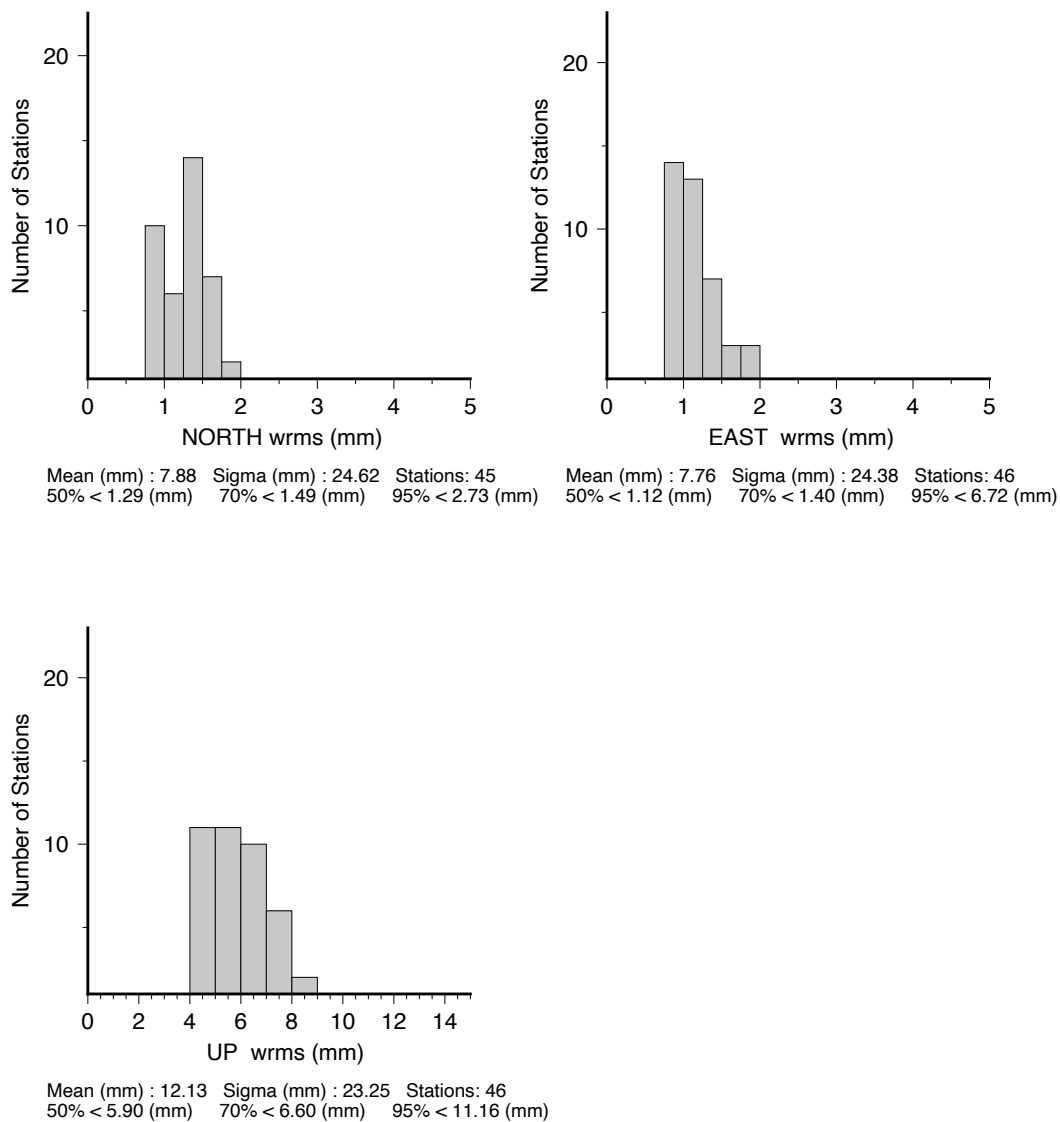 20
10
Number of Stations
0 1 2 3 4 5
NORTH wrms (mm)
Mean (mm) : 7.88 Sigma (mm) : 24.62 Stations: 45
50% < 1.29 (mm) 70% < 1.49 (mm) 95% < 2.73 (mm)
20
10
Number of Stations
0 1 2 3 4 5
EAST wrms (mm)
Mean (mm) : 7.76 Sigma (mm) : 24.38 Stations: 46
50% < 1.12 (mm) 70% < 1.40 (mm) 95% < 6.72 (mm)
20
10
Number of Stations
0 2 4 6 8 10 12 14
UP wrms (mm)
Mean (mm) : 12.13 Sigma (mm) : 23.25 Stations: 46
50% < 5.90 (mm) 70% < 6.60 (mm) 95% < 11.16 (mm)